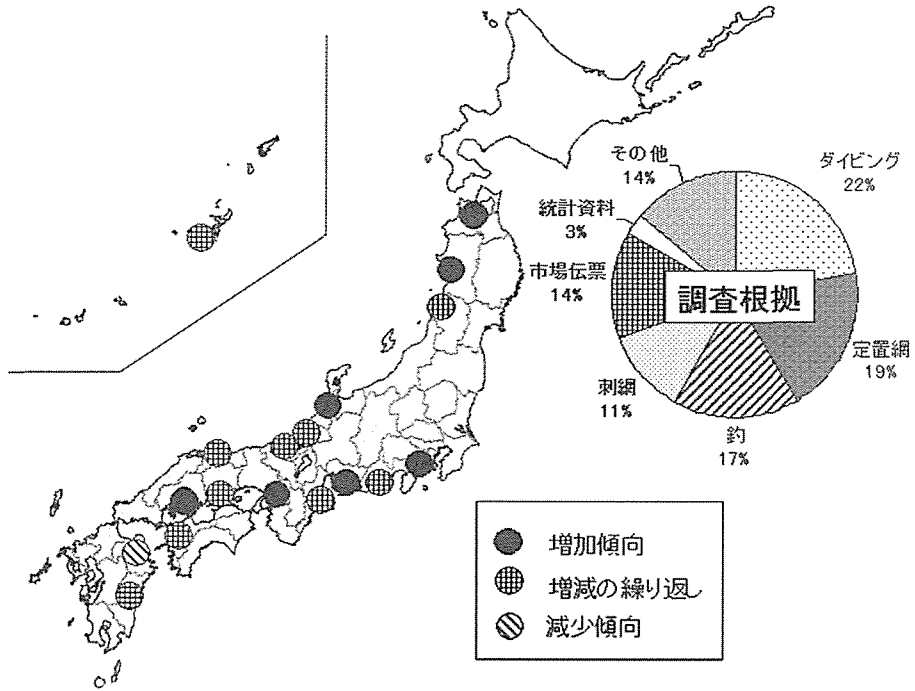 ダイビング
22%
その他
14%
統計資料
3%
市場伝票
14%
調査根拠
定置網
19%
刺網
11%
釣
17%
増加傾向
増減の繰り返し
減少傾向